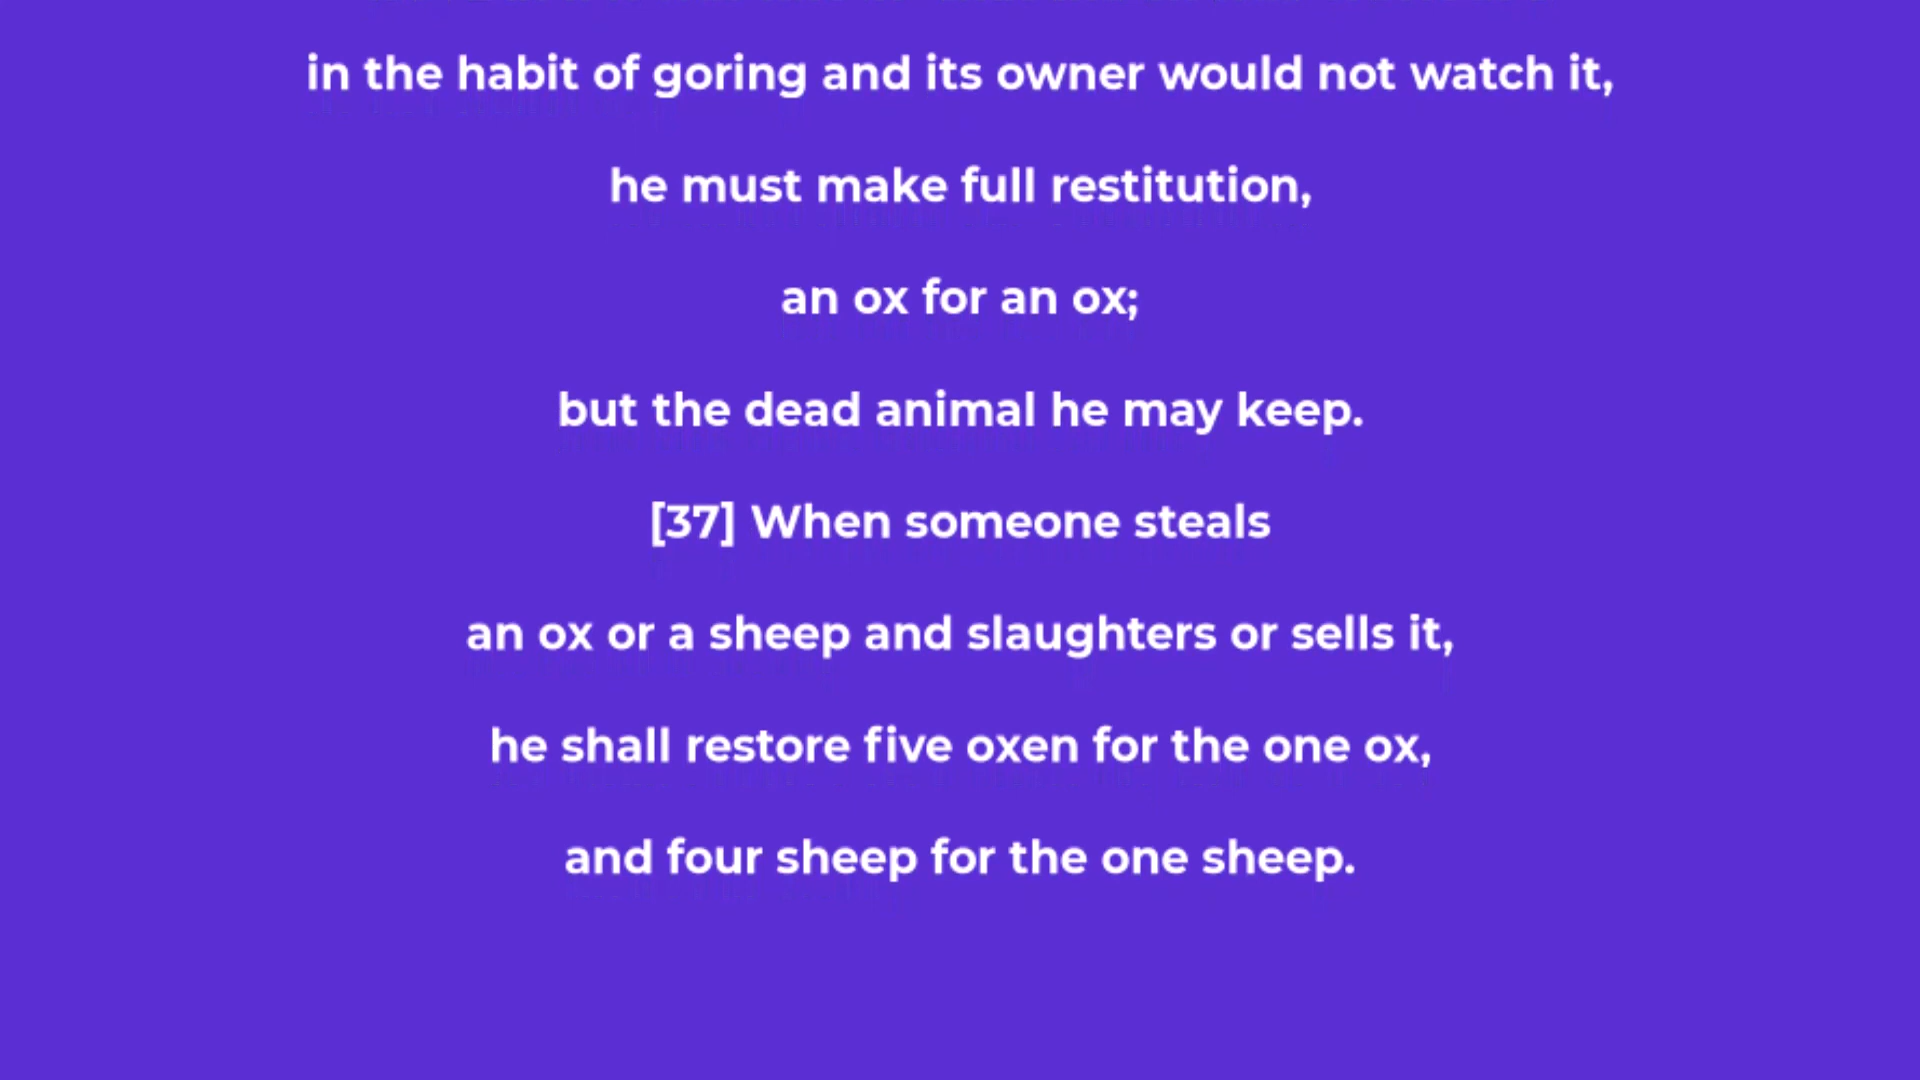 in the habit of goring and its owner would not watch it,
he must make full restitution,
an ox for an ox;
but the dead animal he may keep.
[37] When someone steals
an ox or a sheep and slaughters or sells it,
he shall restore five oxen for the one ox,
and four sheep for the one sheep.